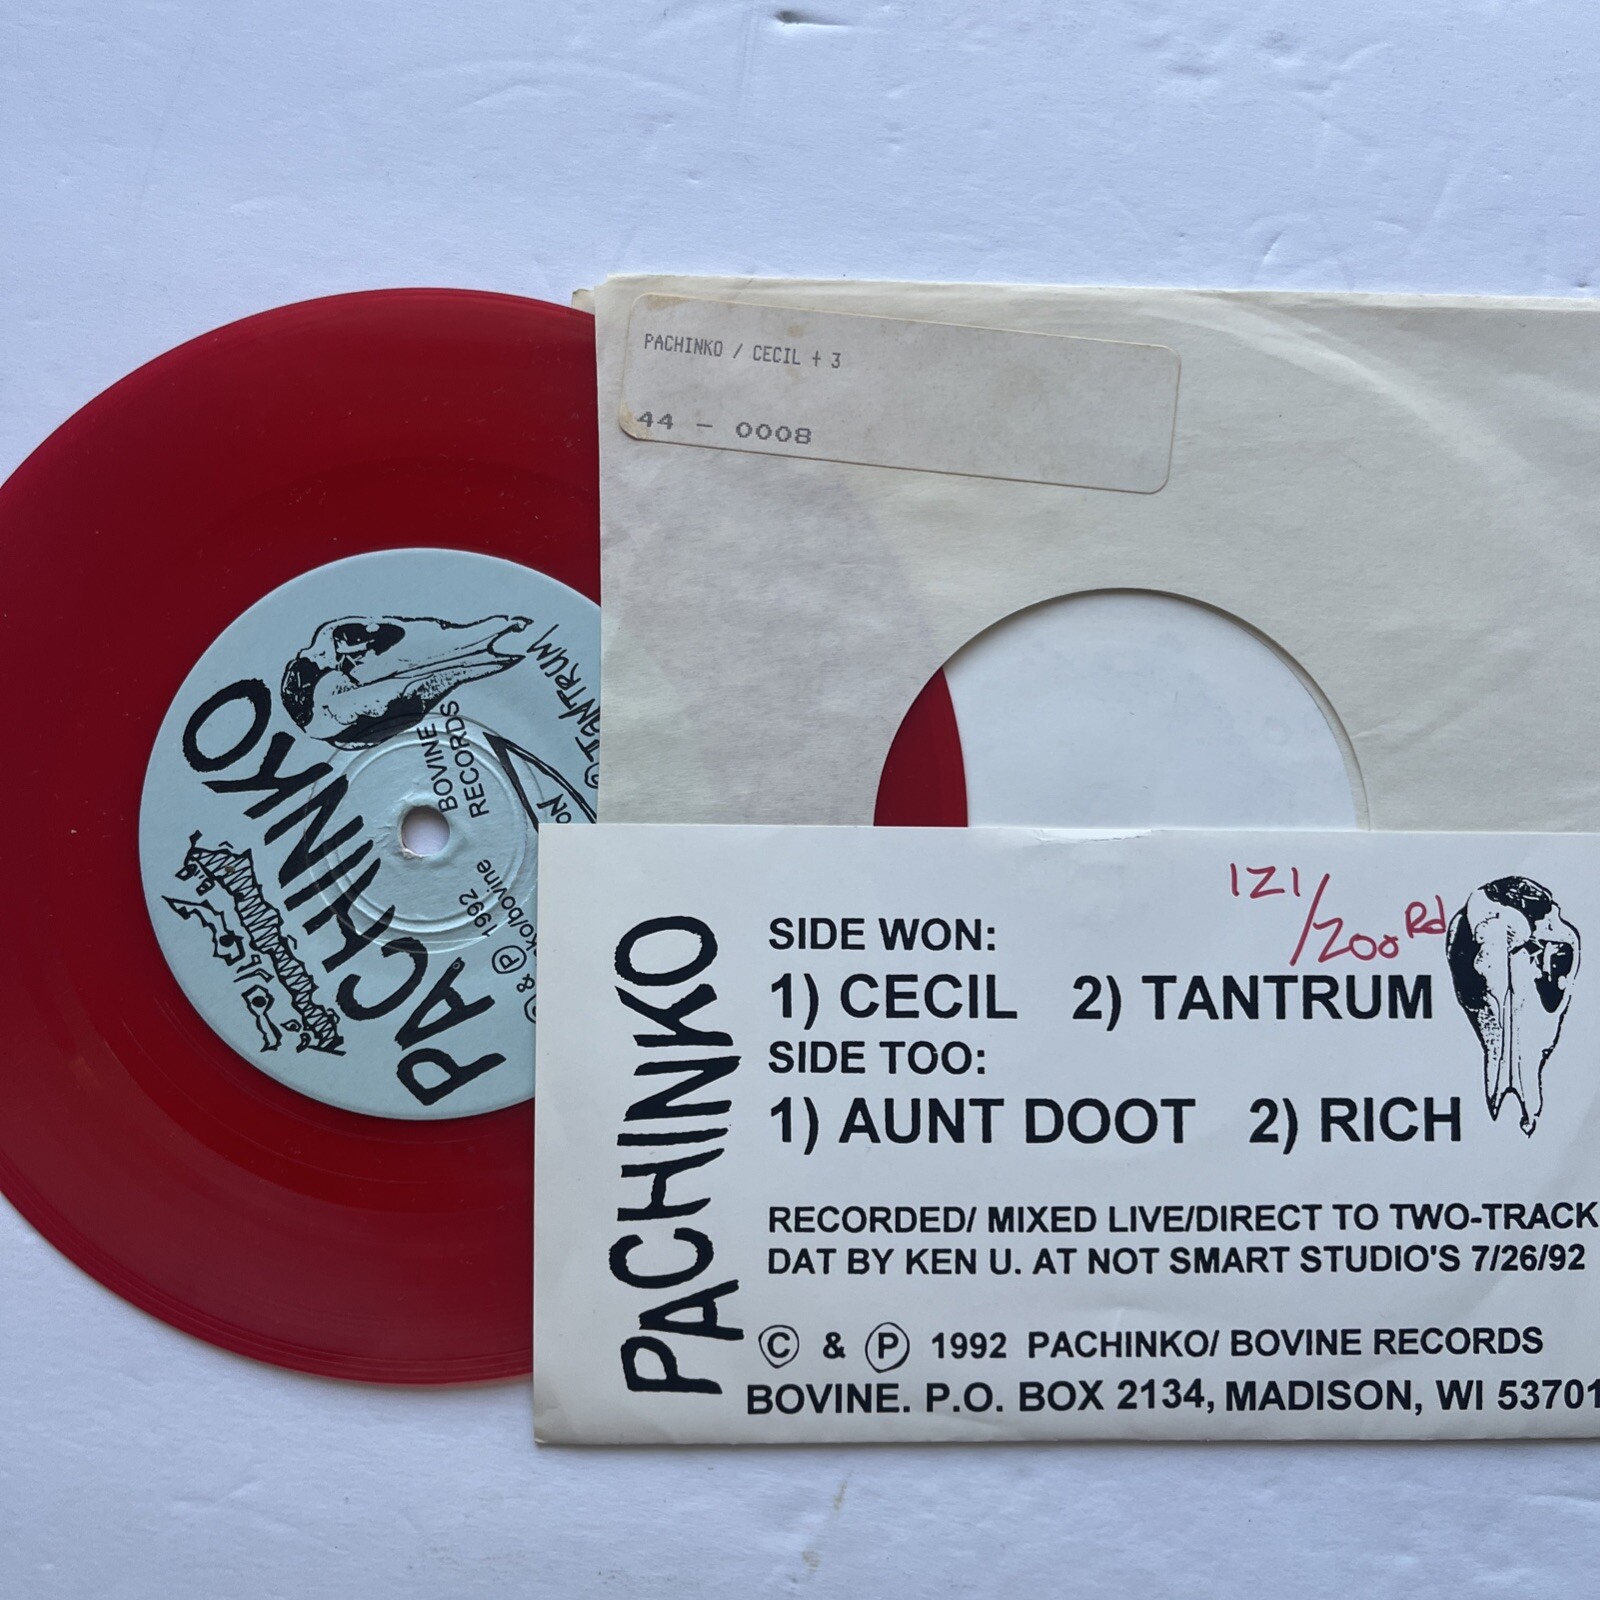 PACHINKO / CECIL + 3
44 - 0008
PACHINKO
BOVINE
RECORDS
TANTRUM
© & Ⓟ 1992
ko/bovine
PACHINKO
121/200 Rd
SIDE WON:
1) CECIL 2) TANTRUM
SIDE TOO:
1) AUNT DOOT 2) RICH
RECORDED/ MIXED LIVE/DIRECT TO TWO-TRACK
DAT BY KEN U. AT NOT SMART STUDIO'S 7/26/92
© & Ⓟ 1992 PACHINKO/ BOVINE RECORDS
BOVINE. P.O. BOX 2134, MADISON, WI 53701